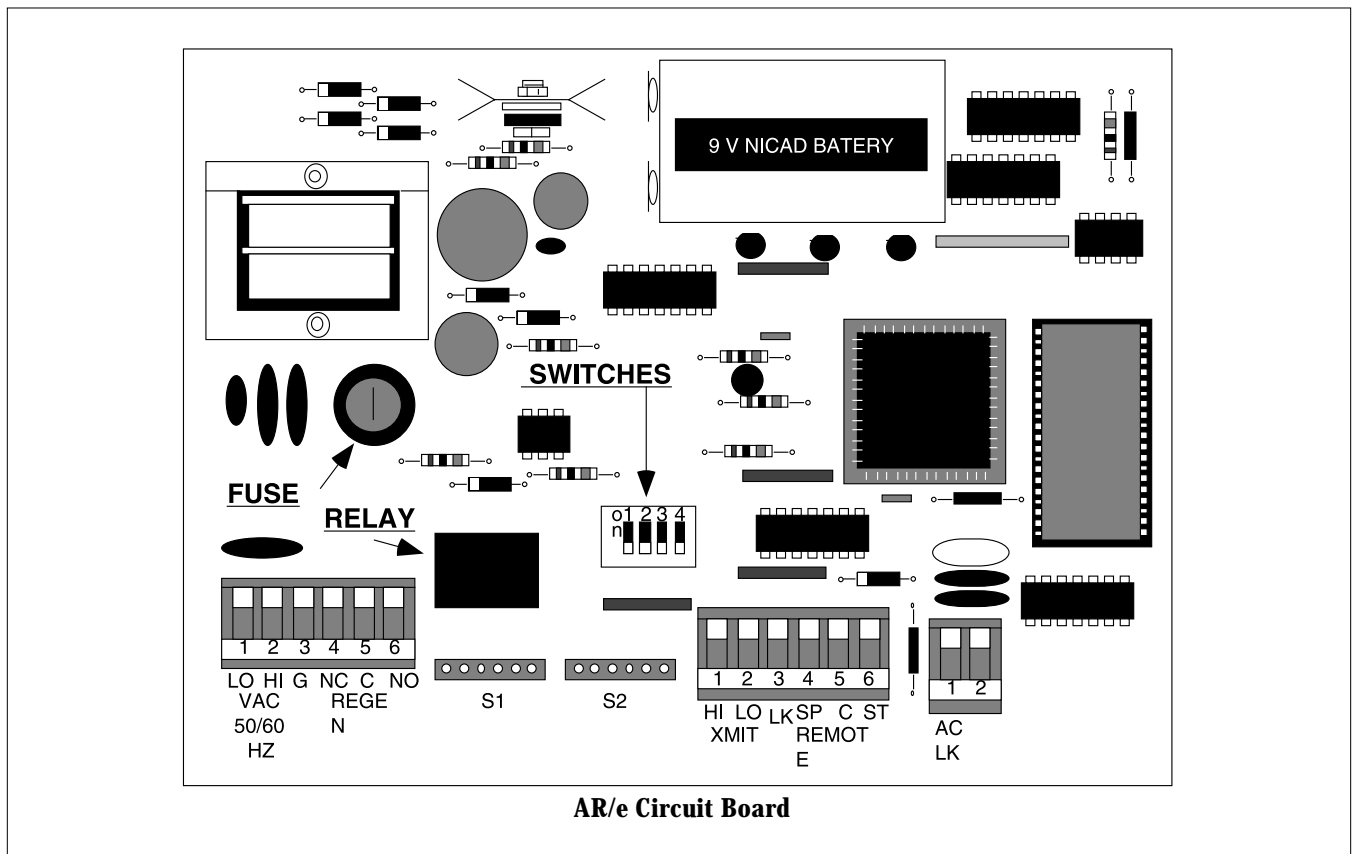 9 V NICAD BATERY
SWITCHES
FUSE
RELAY
o 1 2 3 4
n
1 2 3 4 5 6
LO HI G NC C NO
VAC REGE
50/60 N
HZ
S1 S2
1 2 3 4 5 6
HI LO LK SP C ST
XMIT REMOT
E
1 2
AC
LK
AR/e Circuit Board